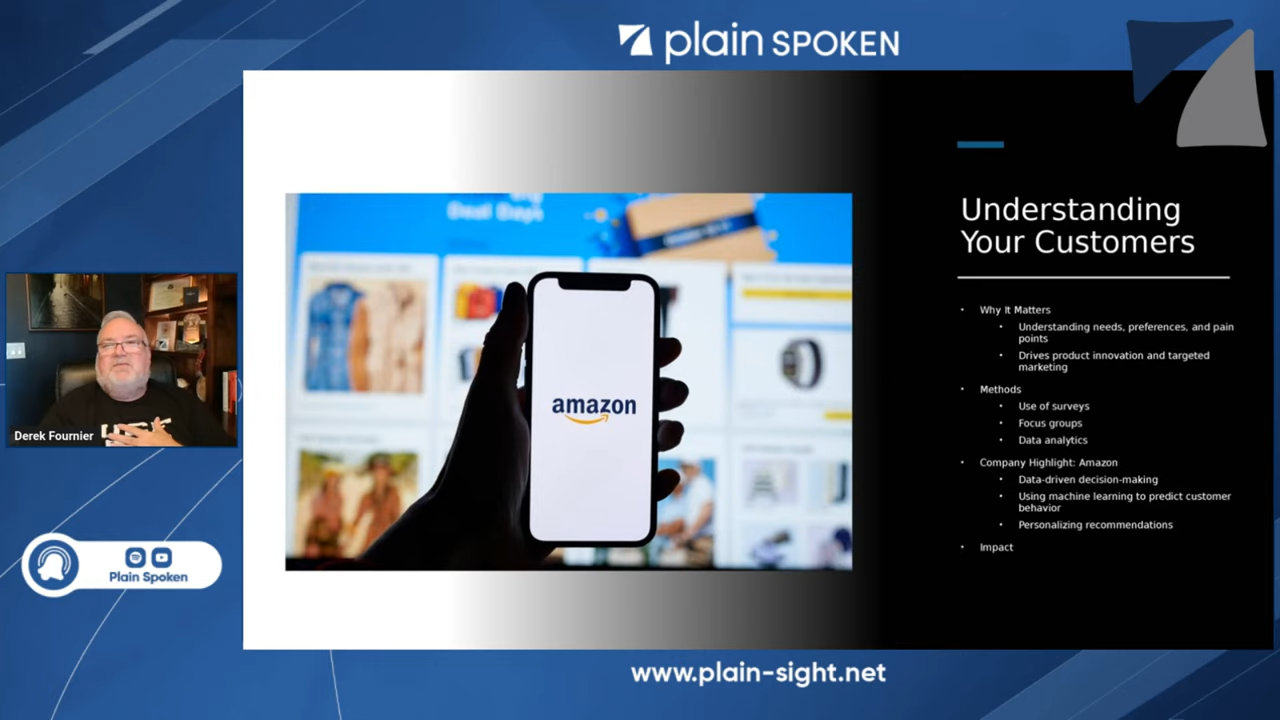 plain SPOKEN
Deal Days
amazon
Understanding
Your Customers
• Why It Matters
• Understanding needs, preferences, and pain
points
• Drives product innovation and targeted
marketing
• Methods
• Use of surveys
• Focus groups
• Data analytics
• Company Highlight: Amazon
• Data-driven decision-making
• Using machine learning to predict customer
behavior
• Personalizing recommendations
• Impact
Derek Fournier
Plain Spoken
www.plain-sight.net